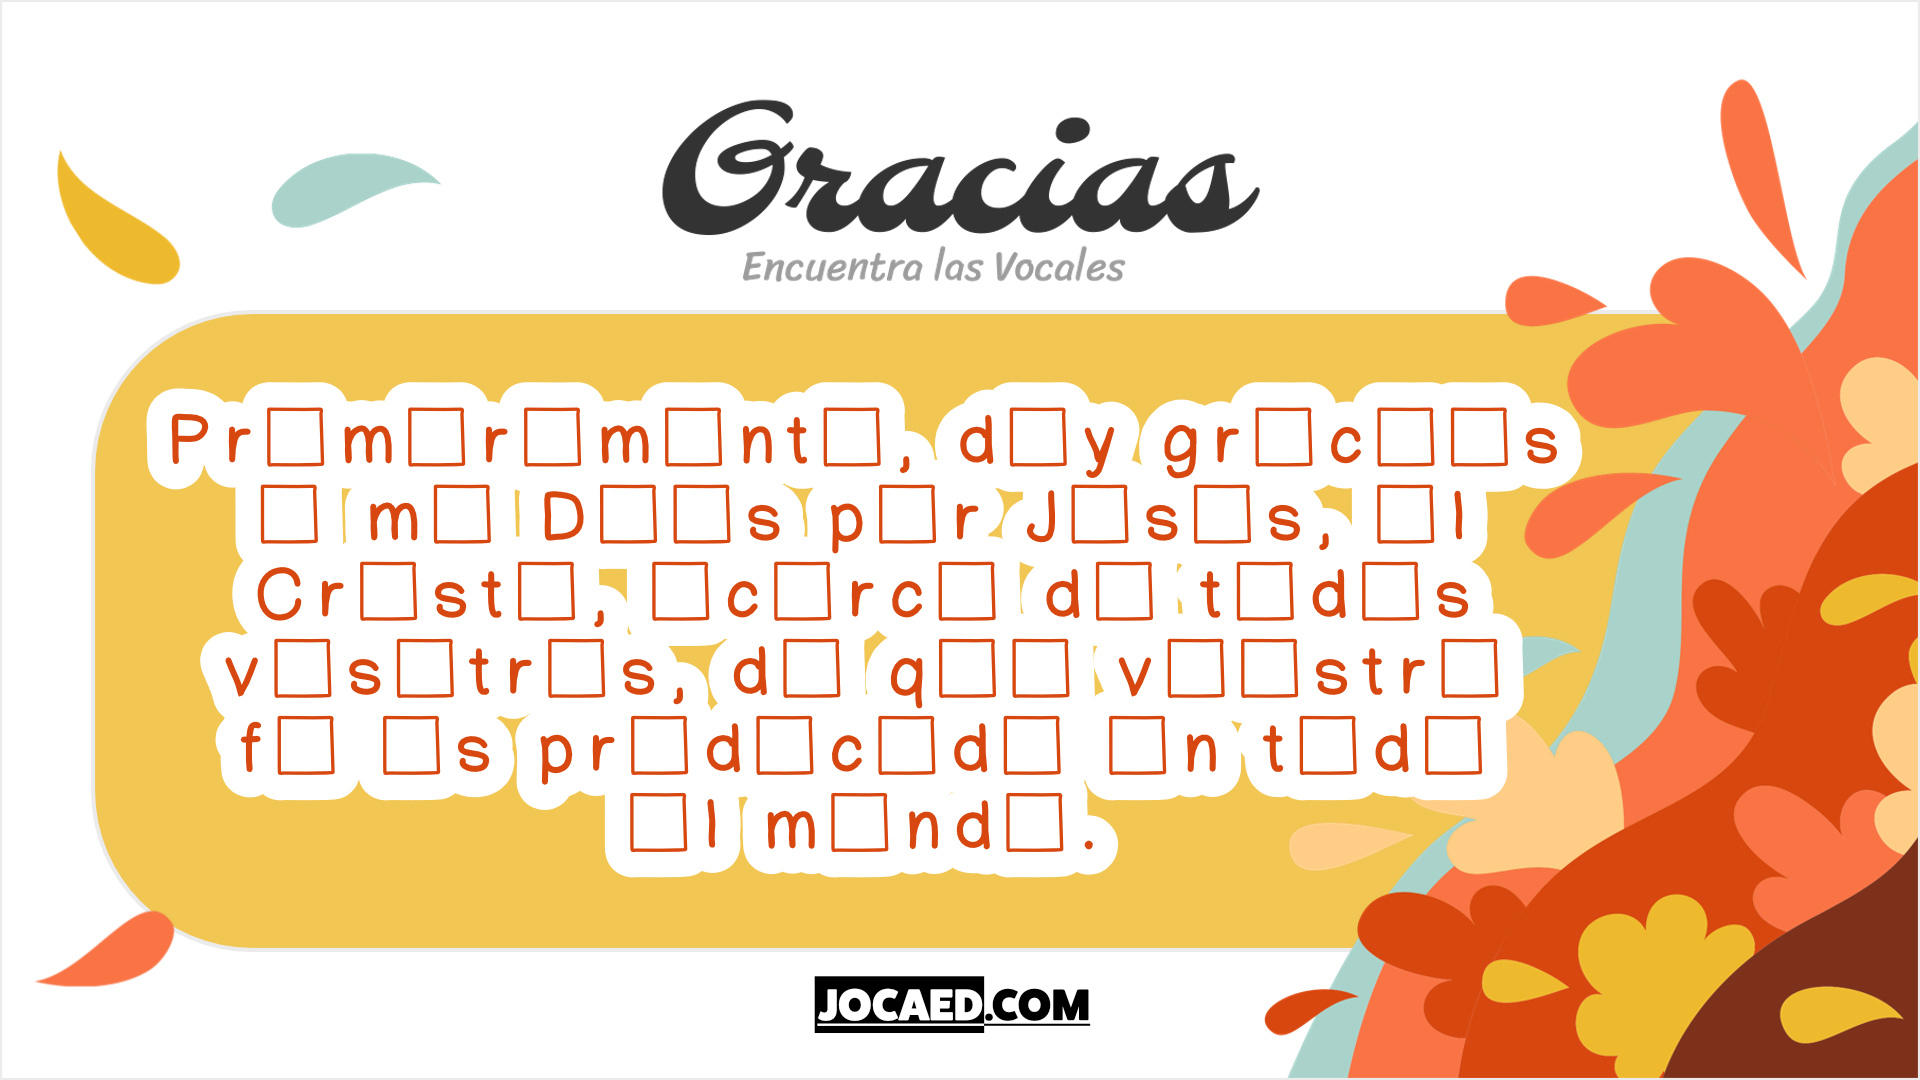 Gracias
Encuentra las Vocales
Pr□m□r□m□nt□, d□y gr□c□□s
□ m□ D□□s p□r J□s□s, □l
Cr□st□, □c□rc□ d□ t□d□s
v□s□tr□s, d□ q□□ v□□str□
f□ □s pr□d□c□d□ □n t□d□
□l m□nd□.
JOCAED.COM